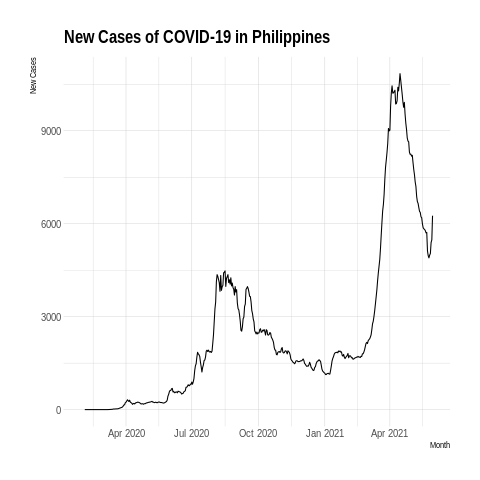 New Cases of COVID-19 in Philippines
New Cases
9000
6000
3000
0
Apr 2020 Jul 2020 Oct 2020 Jan 2021 Apr 2021
Month